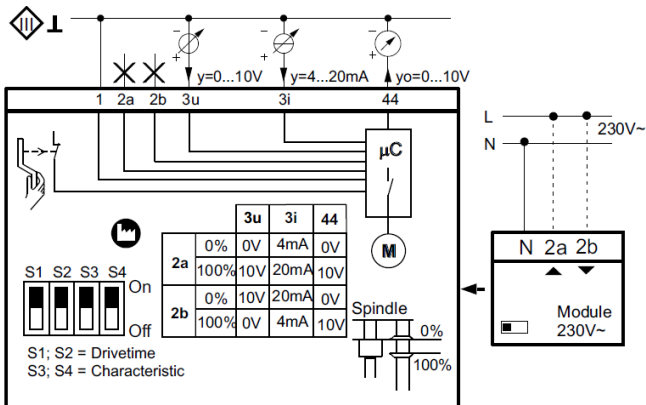 III
y=0...10V y=4...20mA yo=0...10V
1 2a 2b 3u 3i 44
L
230V~
N
µC
3u 3i 44
2a 0% 0V 4mA 0V
100% 10V 20mA 10V
2b 0% 10V 20mA 0V
100% 0V 4mA 10V
M
N 2a 2b
Module
230V~
S1 S2 S3 S4
On
Off
Spindle
0%
100%
S1; S2 = Drivetime
S3; S4 = Characteristic